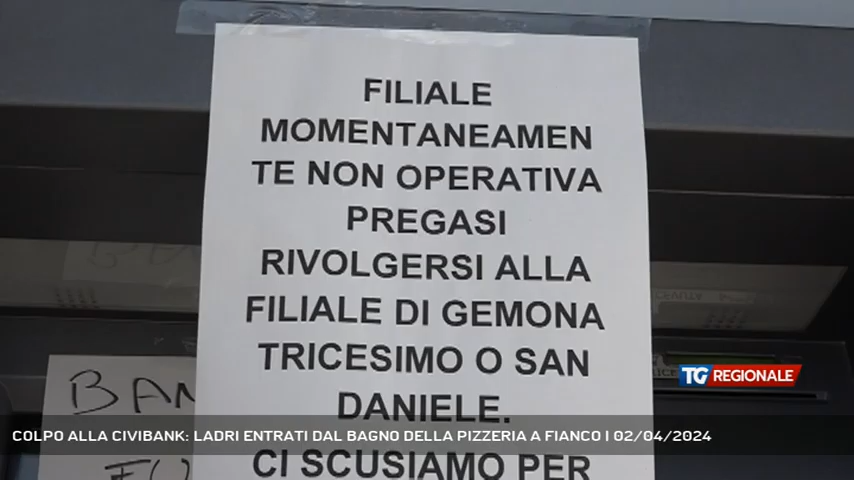 FILIALE
MOMENTANEAMEN
TE NON OPERATIVA
PREGASI
RIVOLGERSI ALLA
FILIALE DI GEMONA
TRICESIMO O SAN
DANIELE.
CI SCUSIAMO PER
TG REGIONALE
COLPO ALLA CIVIBANK: LADRI ENTRATI DAL BAGNO DELLA PIZZERIA A FIANCO | 02/04/2024